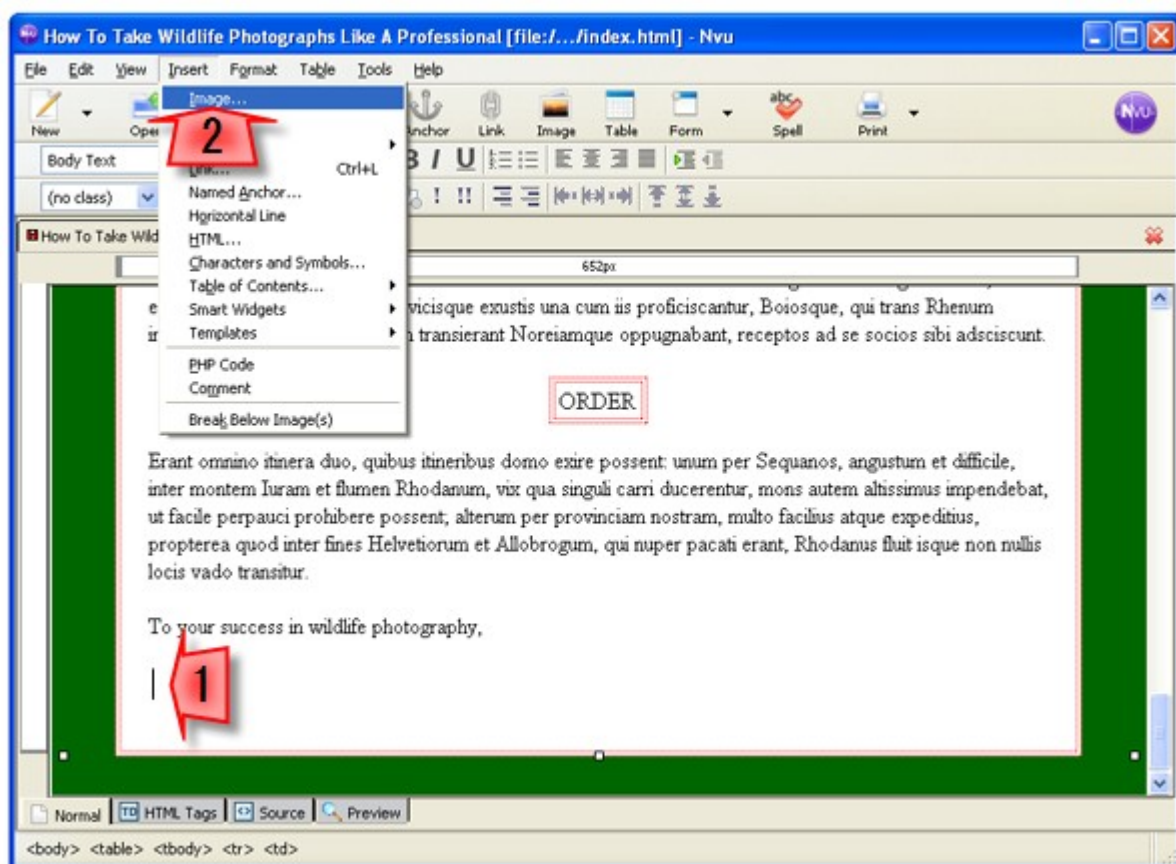 How To Take Wildlife Photographs Like A Professional [file:/.../index.html] - Nvu
File Edit View Insert Format Table Tools Help
Image...
2
Link... Ctrl+L
Named Anchor...
Horizontal Line
HTML...
Characters and Symbols...
Table of Contents...
Smart Widgets
Templates
PHP Code
Comment
Break Below Image(s)
New Anchor Link Image Table Form Spell Print
abc
NVU
Body Text B I U
(no class) ! !!
How To Take
652px
vicisque exustis una cum iis proficiscantur, Boiosque, qui trans Rhenum
transierant Noreiamque oppugnabant, receptos ad se socios sibi adsciscunt.
ORDER
Erant omnino itinera duo, quibus itineribus domo exire possent: unum per Sequanos, angustum et difficile,
inter montem Iuram et flumen Rhodanum, vix qua singuli carri ducerentur, mons autem altissimus impendebat,
ut facile perpauci prohibere possent; alterum per provinciam nostram, multo facilius atque expeditius,
propterea quod inter fines Helvetiorum et Allobrogum, qui nuper pacati erant, Rhodanus fluit isque non nullis
locis vado transitur.
To your success in wildlife photography,
1
Normal TD HTML Tags Source Preview
<body> <table> <tbody> <tr> <td>